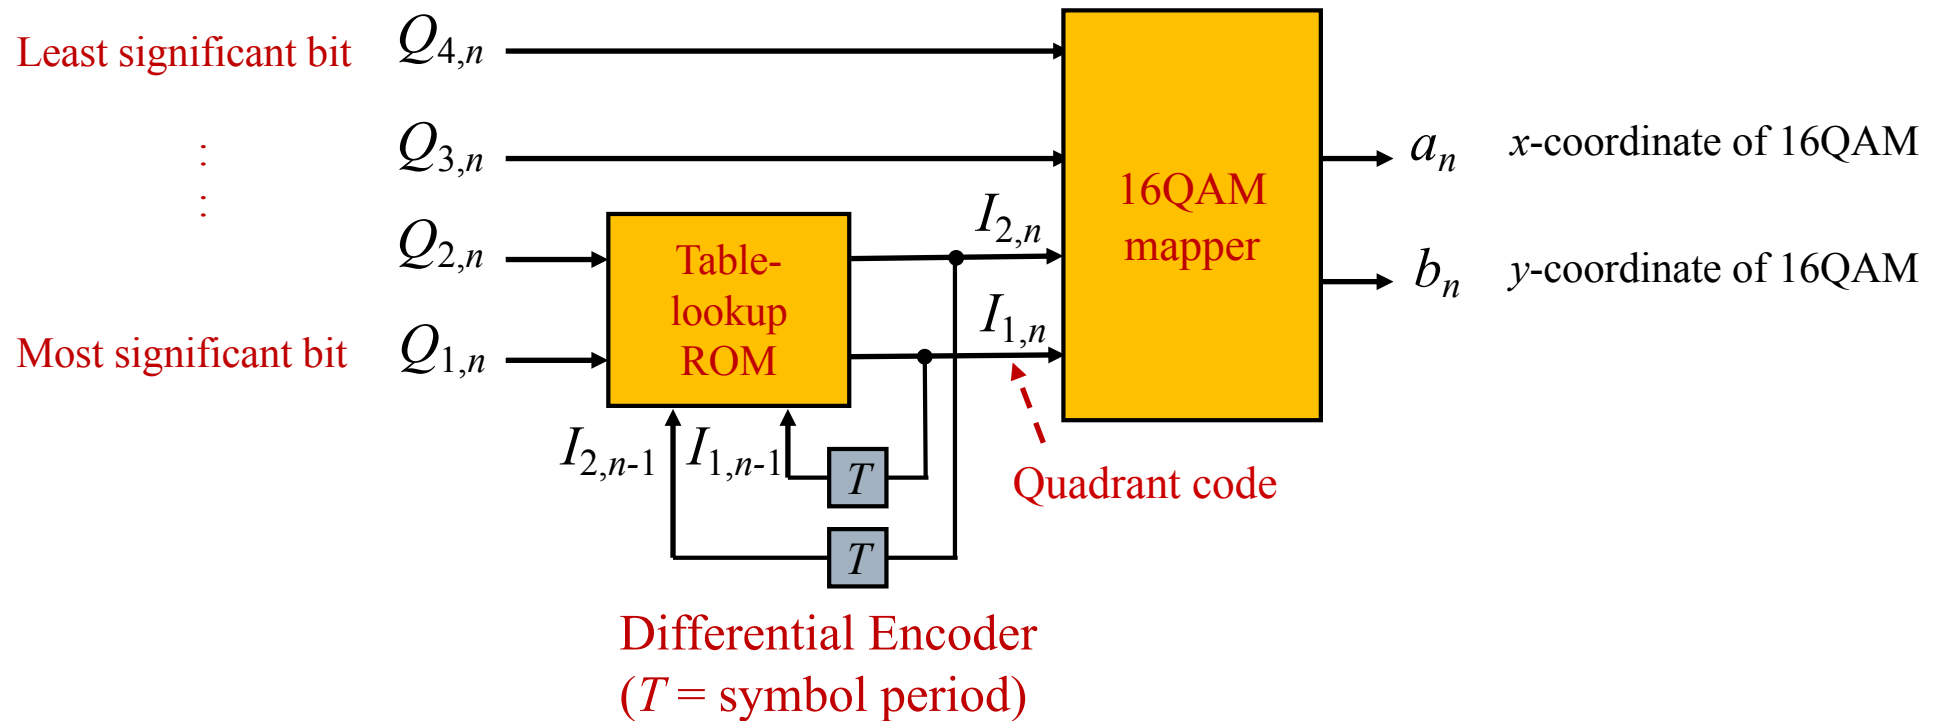 Least significant bit
Q4,n
Q3,n
Q2,n
Most significant bit
Q1,n
Table-
lookup
ROM
I2,n
I1,n
I2,n-1
I1,n-1
T
T
16QAM
mapper
an
x-coordinate of 16QAM
bn
y-coordinate of 16QAM
Quadrant code
Differential Encoder
(T = symbol period)